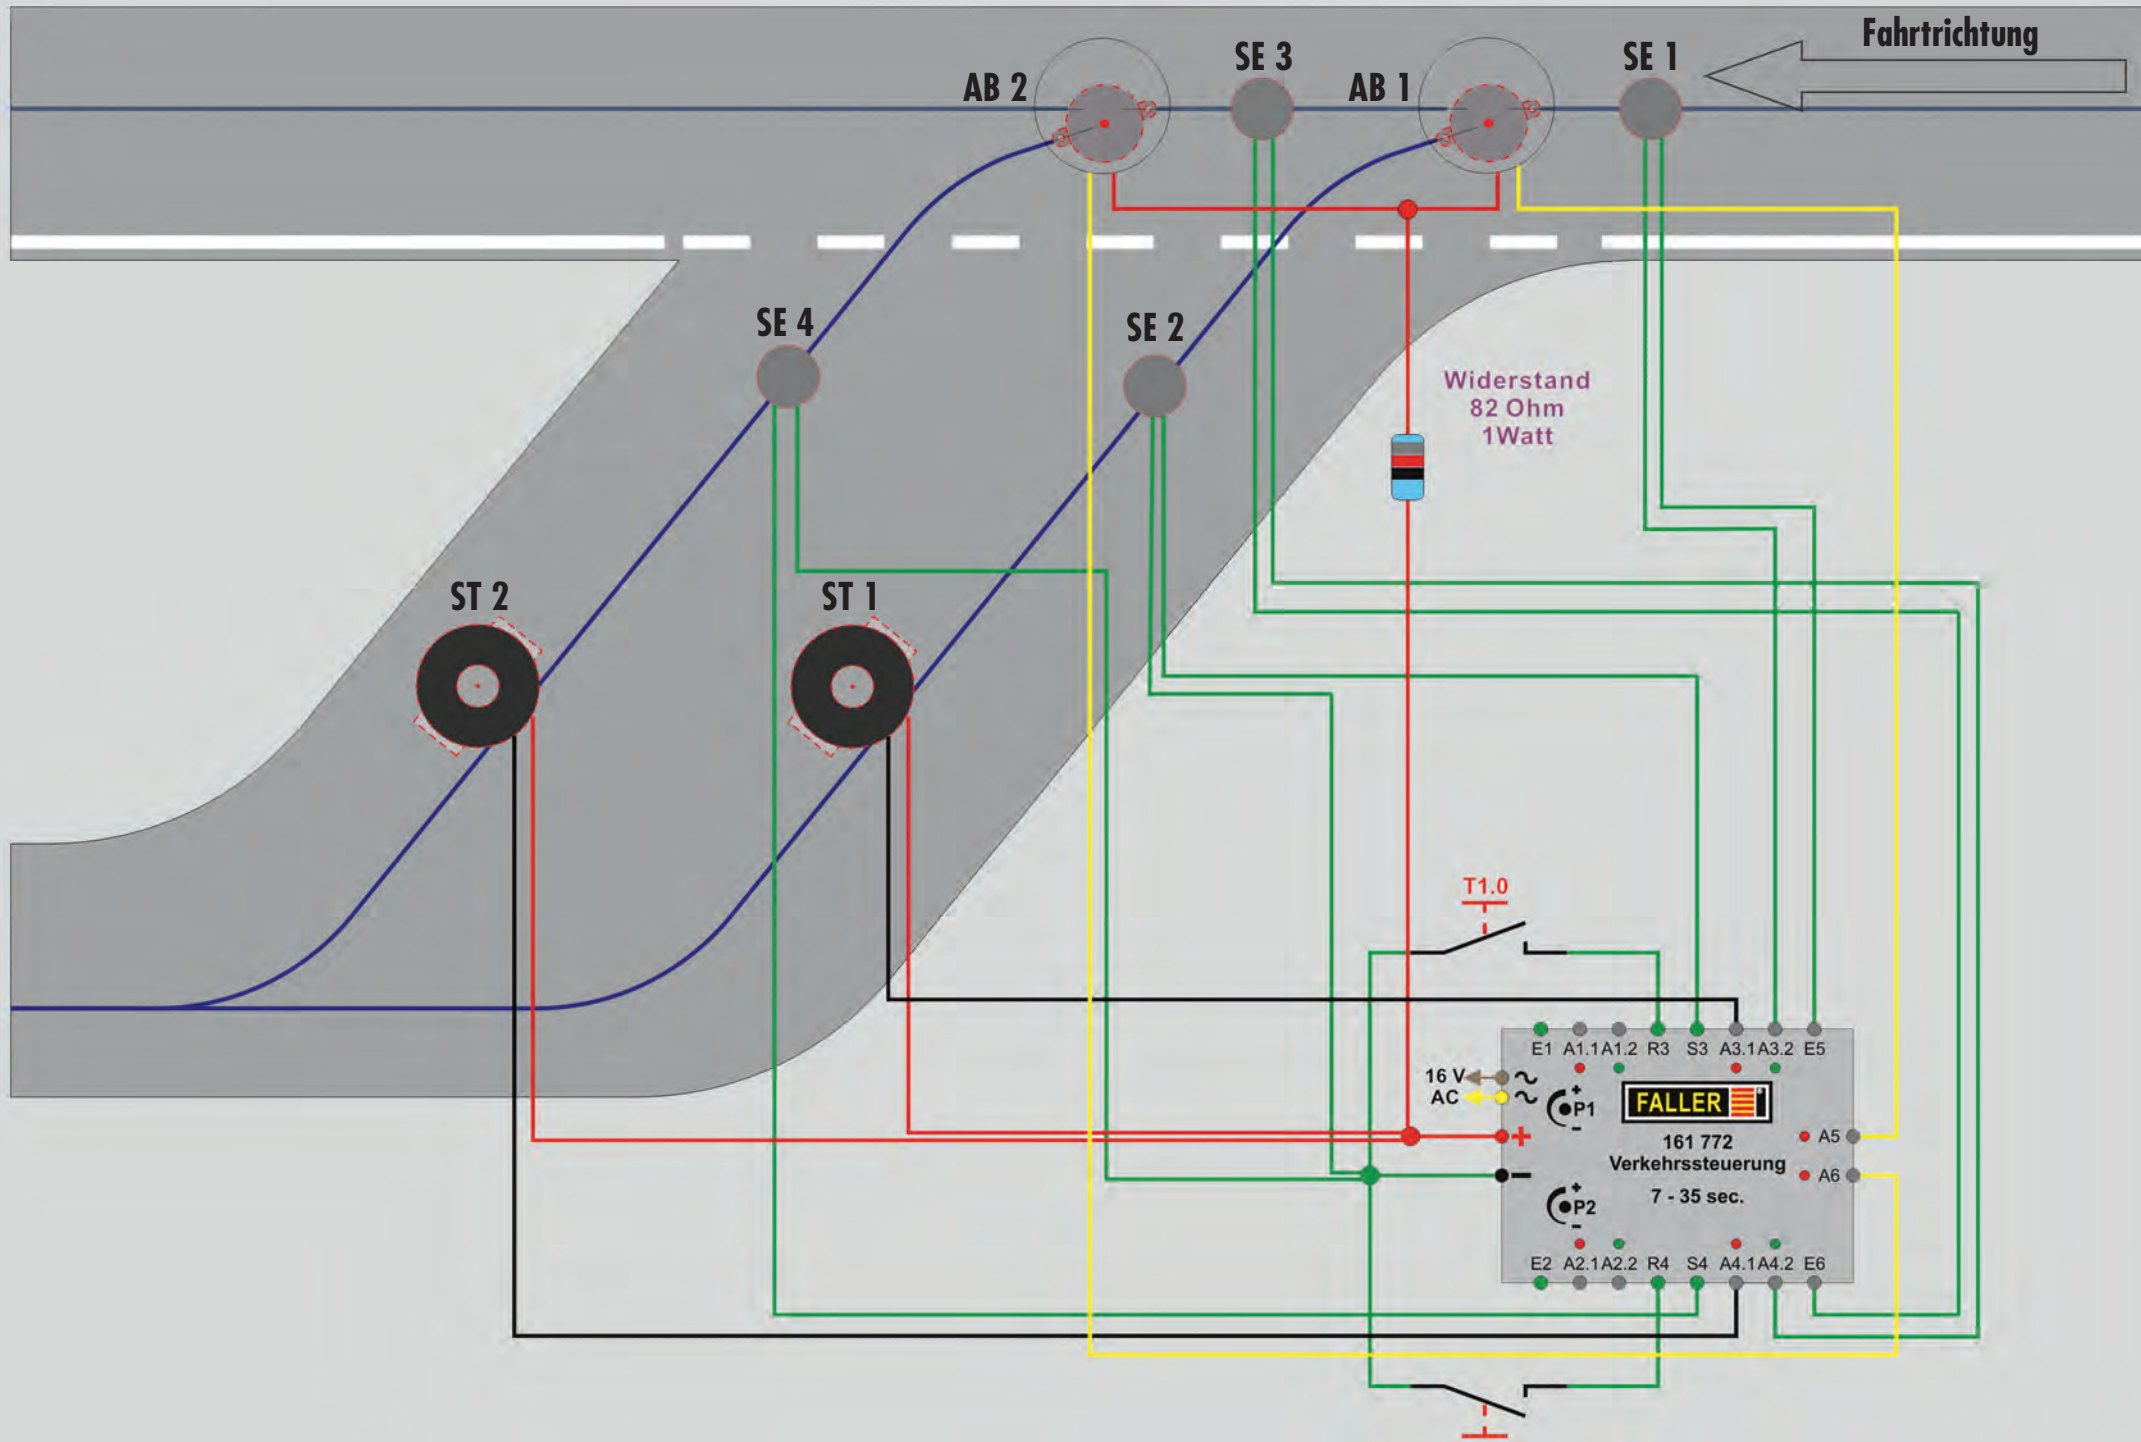 Fahrtrichtung
AB 2
SE 3
AB 1
SE 1
SE 4
SE 2
Widerstand
82 Ohm
1Watt
ST 2
ST 1
T1.0
E1 A1.1 A1.2 R3 S3 A3.1 A3.2 E5
16 V ~
AC ~
+
P1
-
FALLER
+
161 772
Verkehrssteuerung
7 - 35 sec.
A5
A6
-
+
P2
-
E2 A2.1 A2.2 R4 S4 A4.1 A4.2 E6